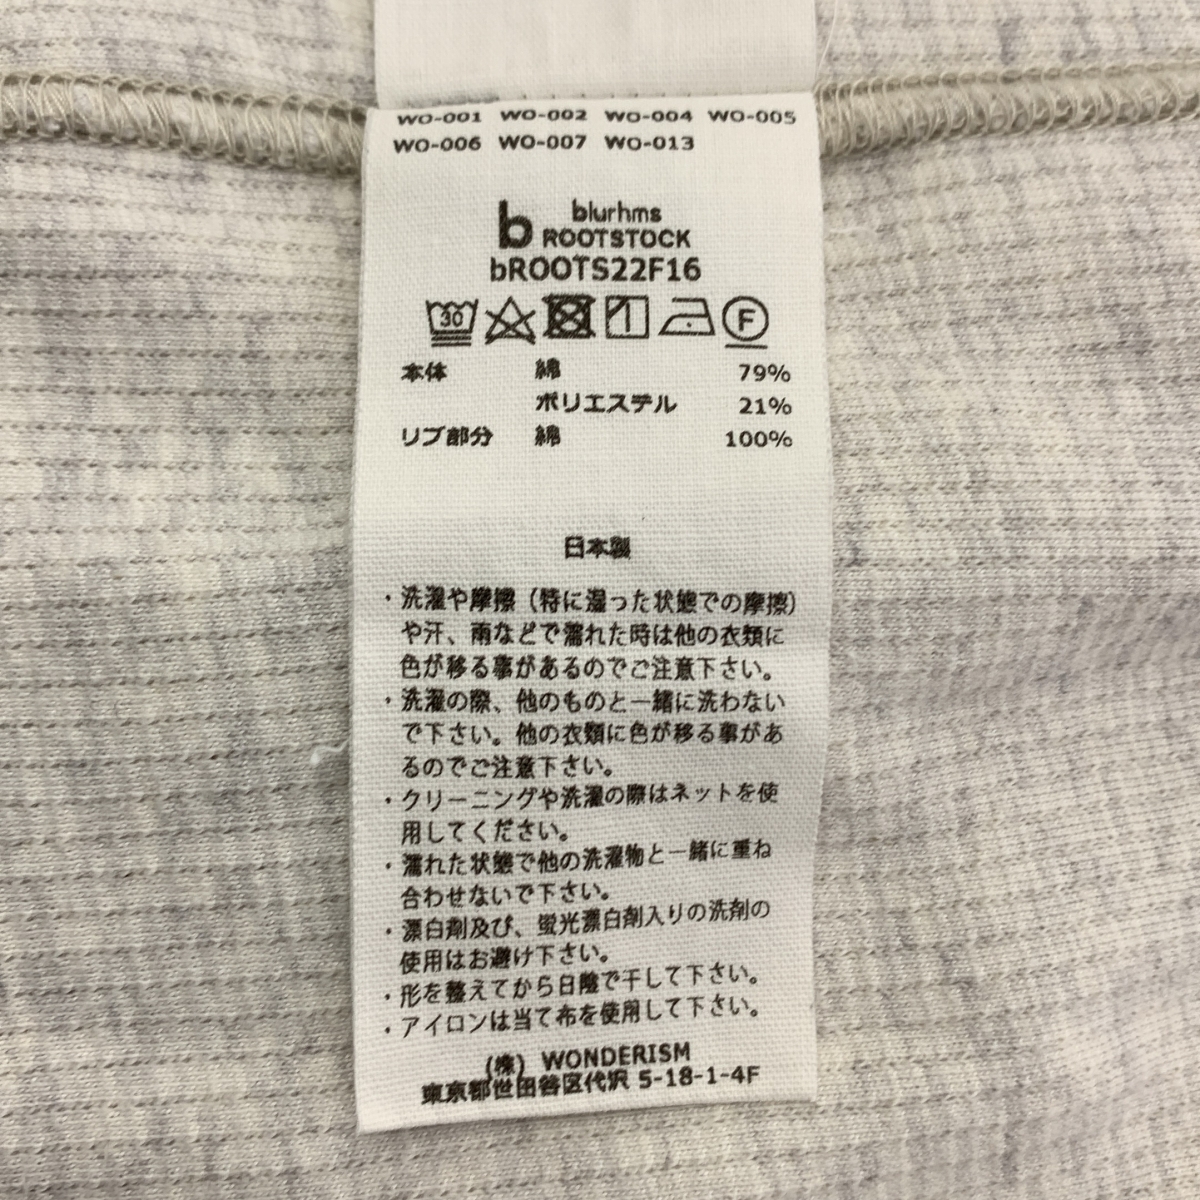 WO-001 WO-002 WO-004 WO-005
WO-006 WO-007 WO-013
b blurhms
ROOTSTOCK
bROOTS22F16
30 F
本体 綿 79%
ポリエステル 21%
リブ部分 綿 100%
日本製
・洗濯や摩擦（特に湿った状態での摩擦）
や汗、雨などで濡れた時は他の衣類に
色が移る事があるのでご注意下さい。
・洗濯の際、他のものと一緒に洗わない
で下さい。他の衣類に色が移る事があ
るのでご注意下さい。
・クリーニングや洗濯の際はネットを使
用してください。
・濡れた状態で他の洗濯物と一緒に重ね
合わせないで下さい。
・漂白剤及び、蛍光漂白剤入りの洗剤の
使用はお避け下さい。
・形を整えてから日陰で干して下さい。
・アイロンは当て布を使用して下さい。
(株) WONDERISM
東京都世田谷区代沢 5-18-1-4F